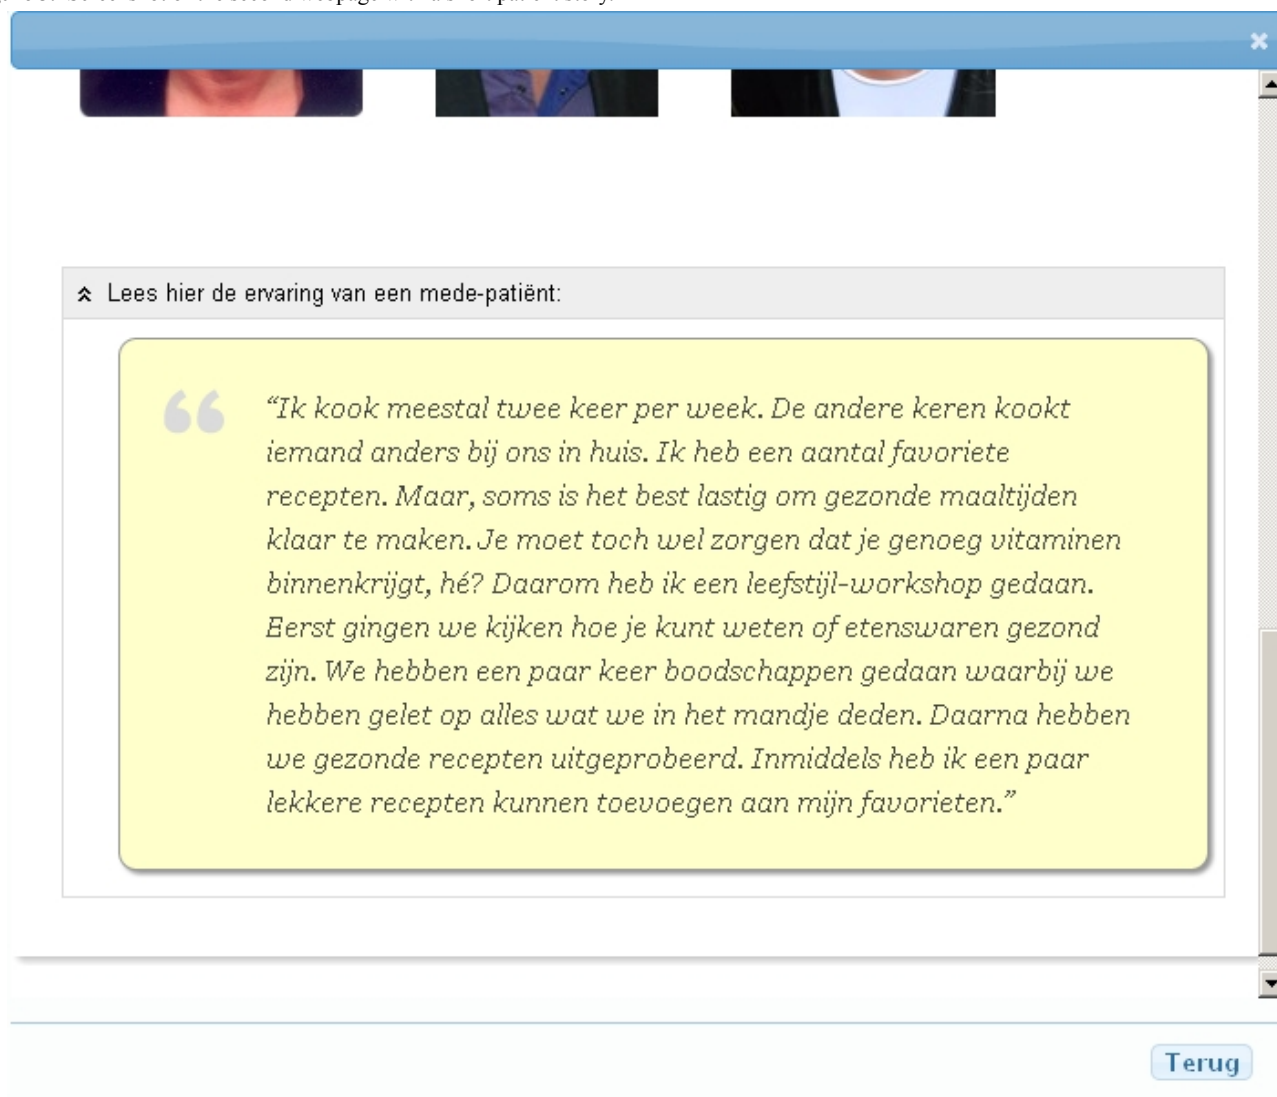 Lees hier de ervaring van een mede-patiënt:
“Ik kook meestal twee keer per week. De andere keren kookt
iemand anders bij ons in huis. Ik heb een aantal favoriete
recepten. Maar, soms is het best lastig om gezonde maaltijden
klaar te maken. Je moet toch wel zorgen dat je genoeg vitaminen
binnenkrijgt, hé? Daarom heb ik een leefstijl-workshop gedaan.
Eerst gingen we kijken hoe je kunt weten of etenswaren gezond
zijn. We hebben een paar keer boodschappen gedaan waarbij we
hebben gelet op alles wat we in het mandje deden. Daarna hebben
we gezonde recepten uitgeprobeerd. Inmiddels heb ik een paar
lekkere recepten kunnen toevoegen aan mijn favorieten.”
Terug